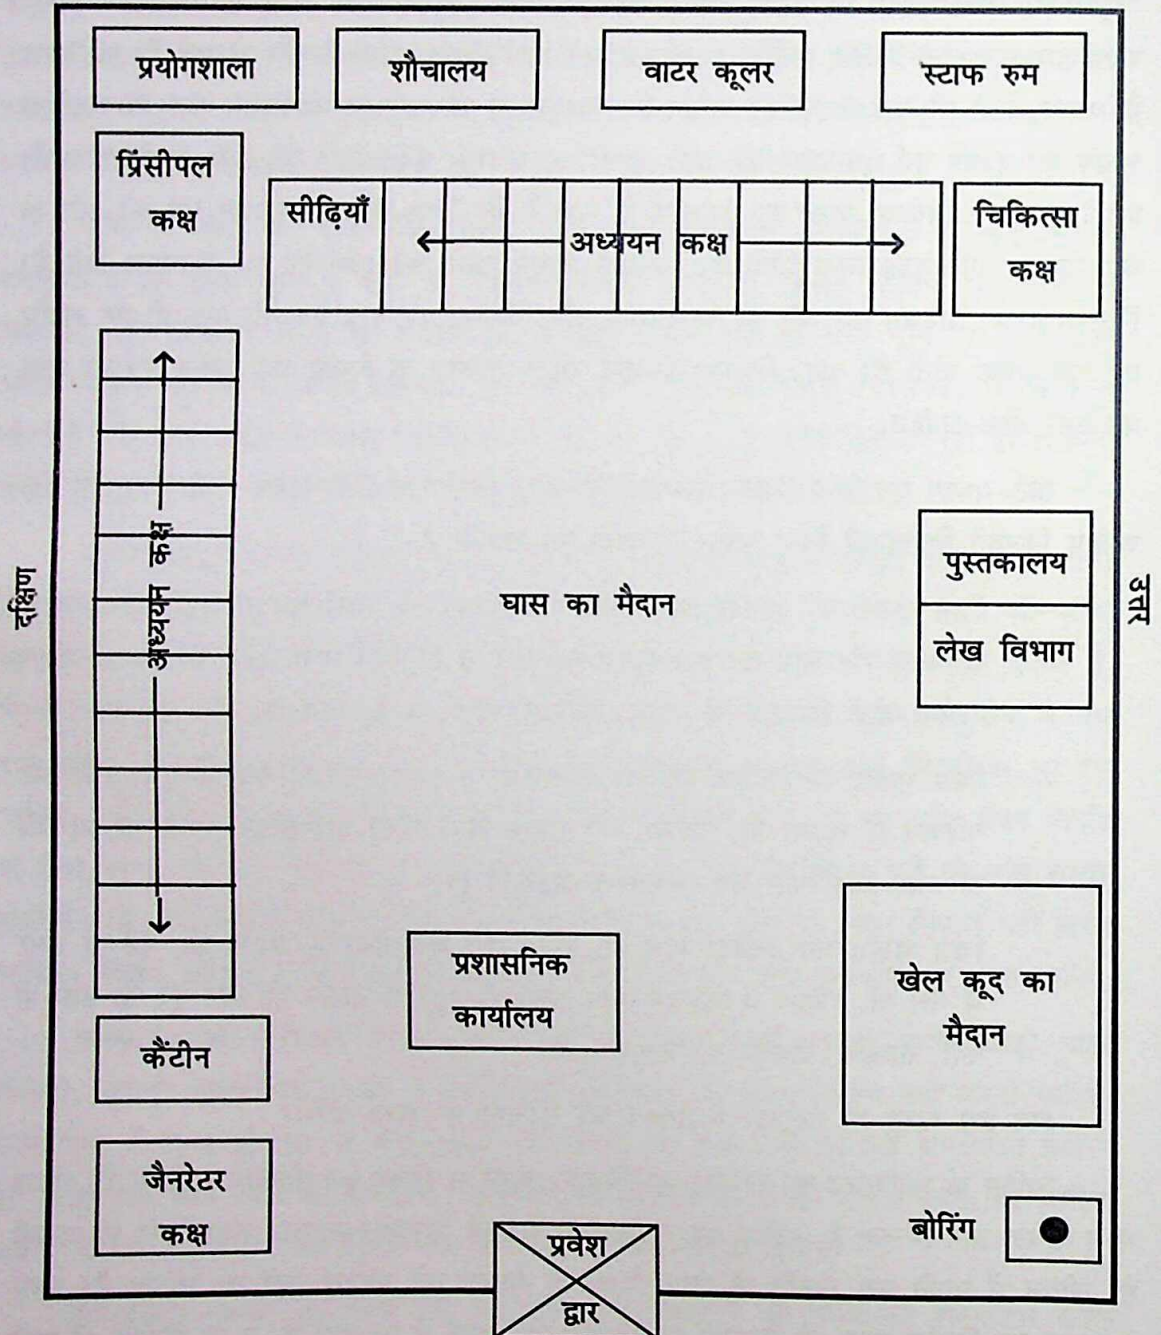 प्रयोगशाला
शौचालय
वाटर कूलर
स्टाफ रुम
प्रिंसीपल
कक्ष
सीढ़ियाँ
अध्ययन कक्ष
चिकित्सा
कक्ष
अध्ययन कक्ष
दक्षिण
घास का मैदान
पुस्तकालय
लेख विभाग
उत्तर
प्रशासनिक
कार्यालय
खेल कूद का
मैदान
कैंटीन
जैनरेटर
कक्ष
बोरिंग
प्रवेश
द्वार